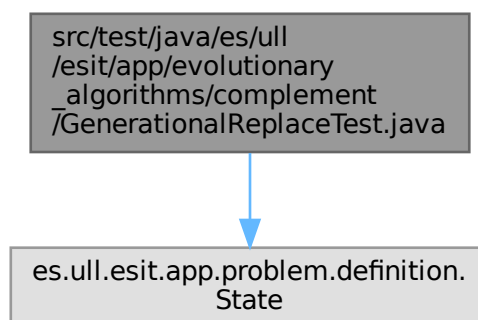 src/test/java/es/ull
/esit/app/evolutionary
_algorithms/complement
/GenerationalReplaceTest.java
es.ull.esit.app.problem.definition.
State